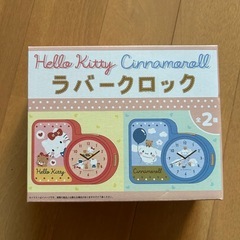 Hello Kitty Cinnamoroll
ラバークロック
全2種
Hello Kitty
Cinnamoroll